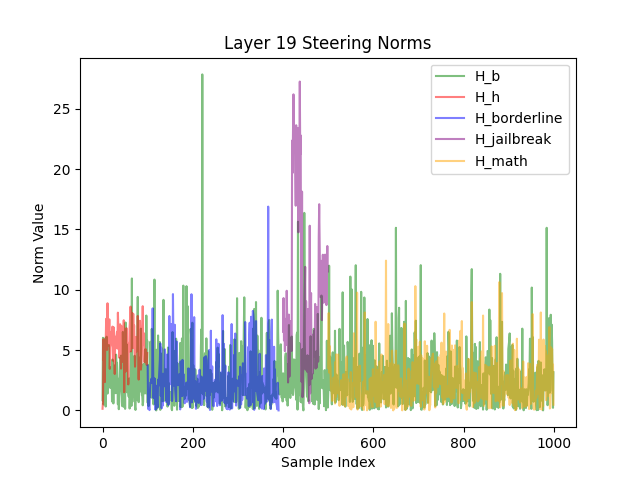 Layer 19 Steering Norms
H_b
H_h
H_borderline
H_jailbreak
H_math
Norm Value
25
20
15
10
5
0
0
200
400
600
800
1000
Sample Index